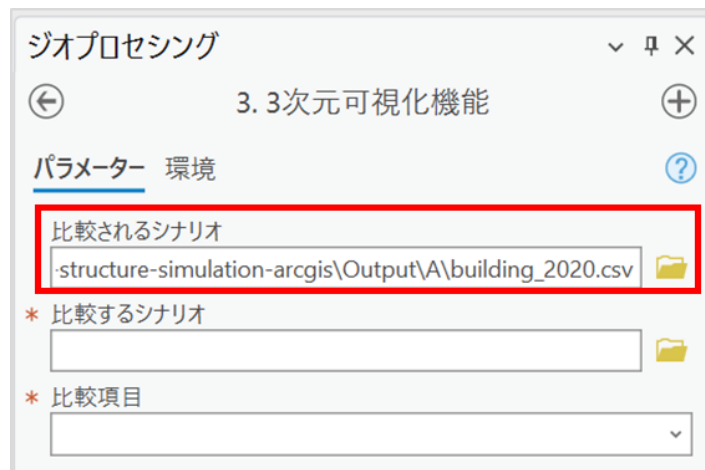 ジオプロセシング
3. 3次元可視化機能
パラメーター 環境
比較されるシナリオ
-structure-simulation-arcgis\Output\A\building_2020.csv
* 比較するシナリオ
* 比較項目